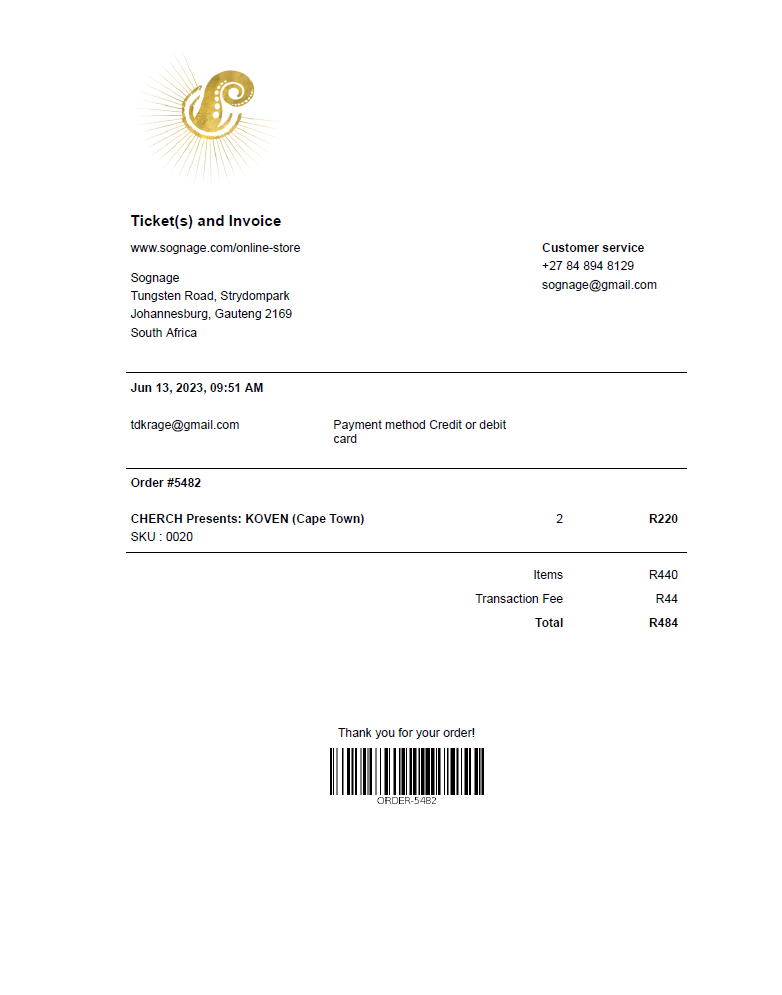 Ticket(s) and Invoice
www.sognage.com/online-store
Customer service
+27 84 894 8129
sognage@gmail.com
Sognage
Tungsten Road, Strydompark
Johannesburg, Gauteng 2169
South Africa
Jun 13, 2023, 09:51 AM
tdkrage@gmail.com
Payment method Credit or debit
card
Order #5482
CHERCH Presents: KOVEN (Cape Town) 2 R220
SKU : 0020
Items R440
Transaction Fee R44
Total R484
Thank you for your order!
ORDER-5482